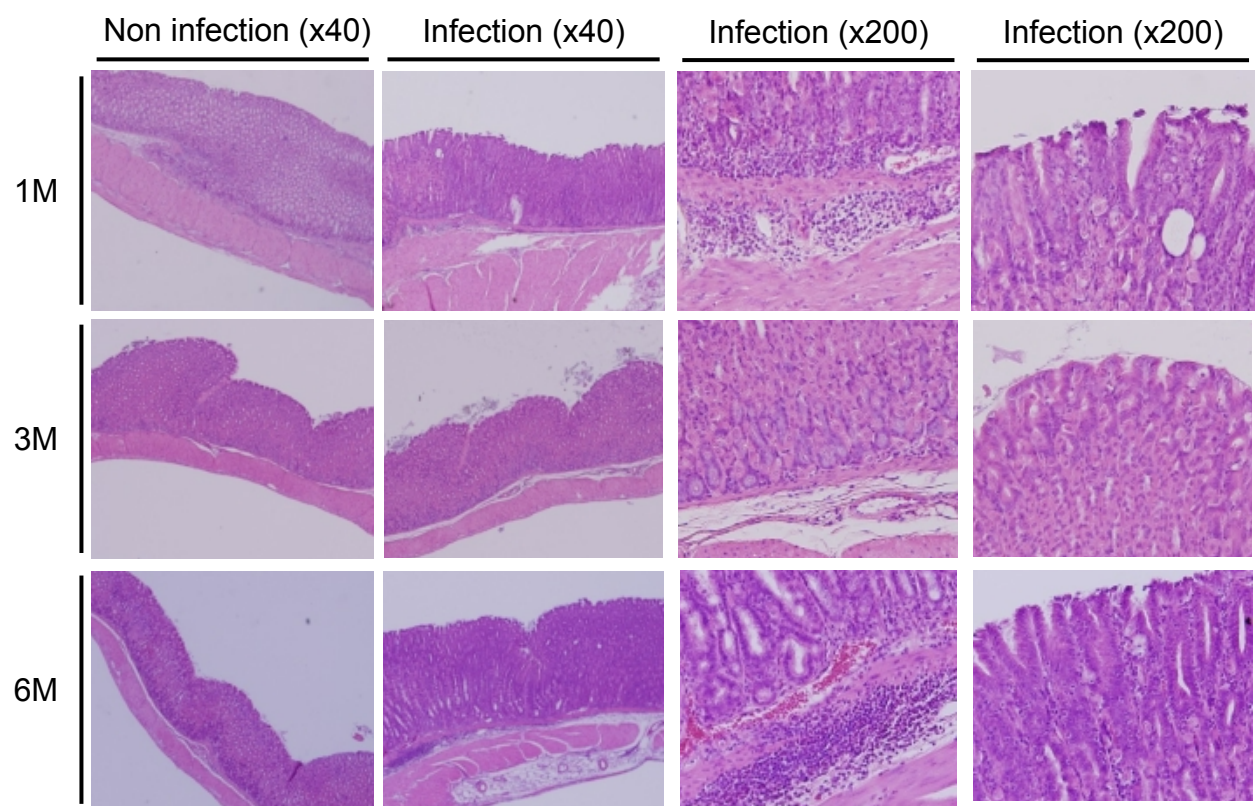 Non infection (x40)
Infection (x40)
Infection (x200)
Infection (x200)
1M
3M
6M